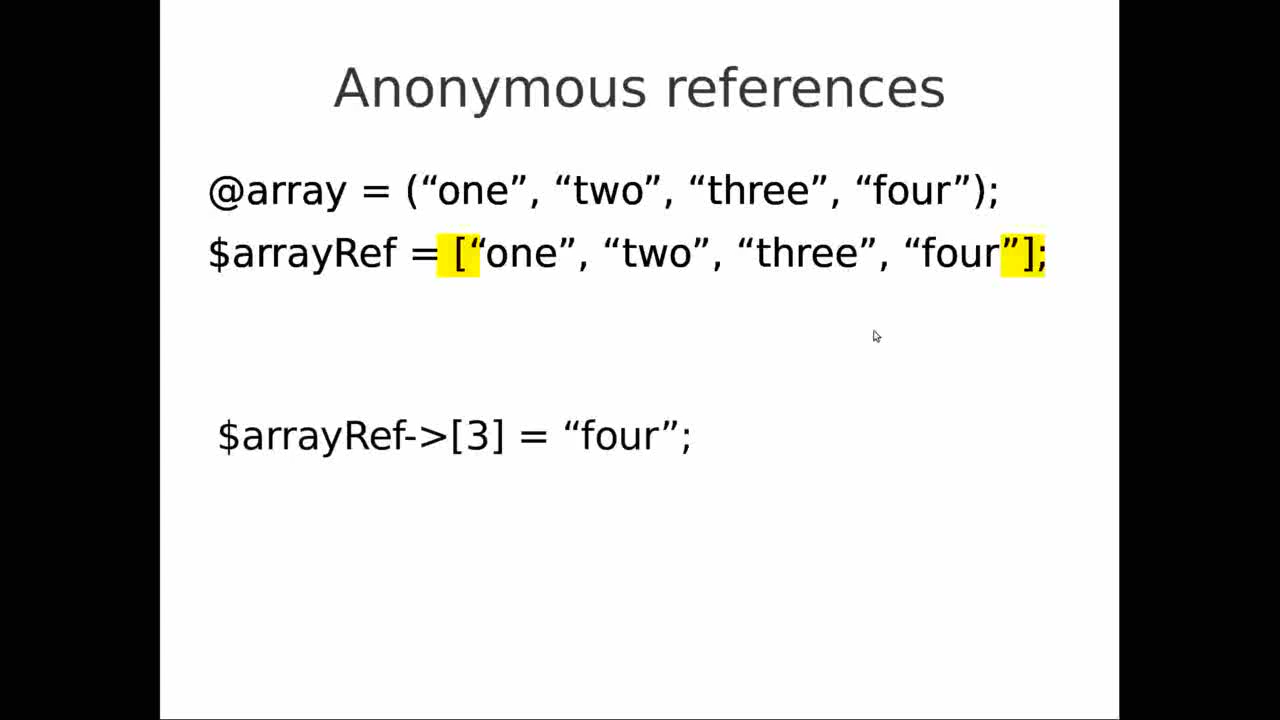 Anonymous references
@array = (“one”, “two”, “three”, “four”);
$arrayRef = [“one”, “two”, “three”, “four”];
$arrayRef->[3] = “four”;